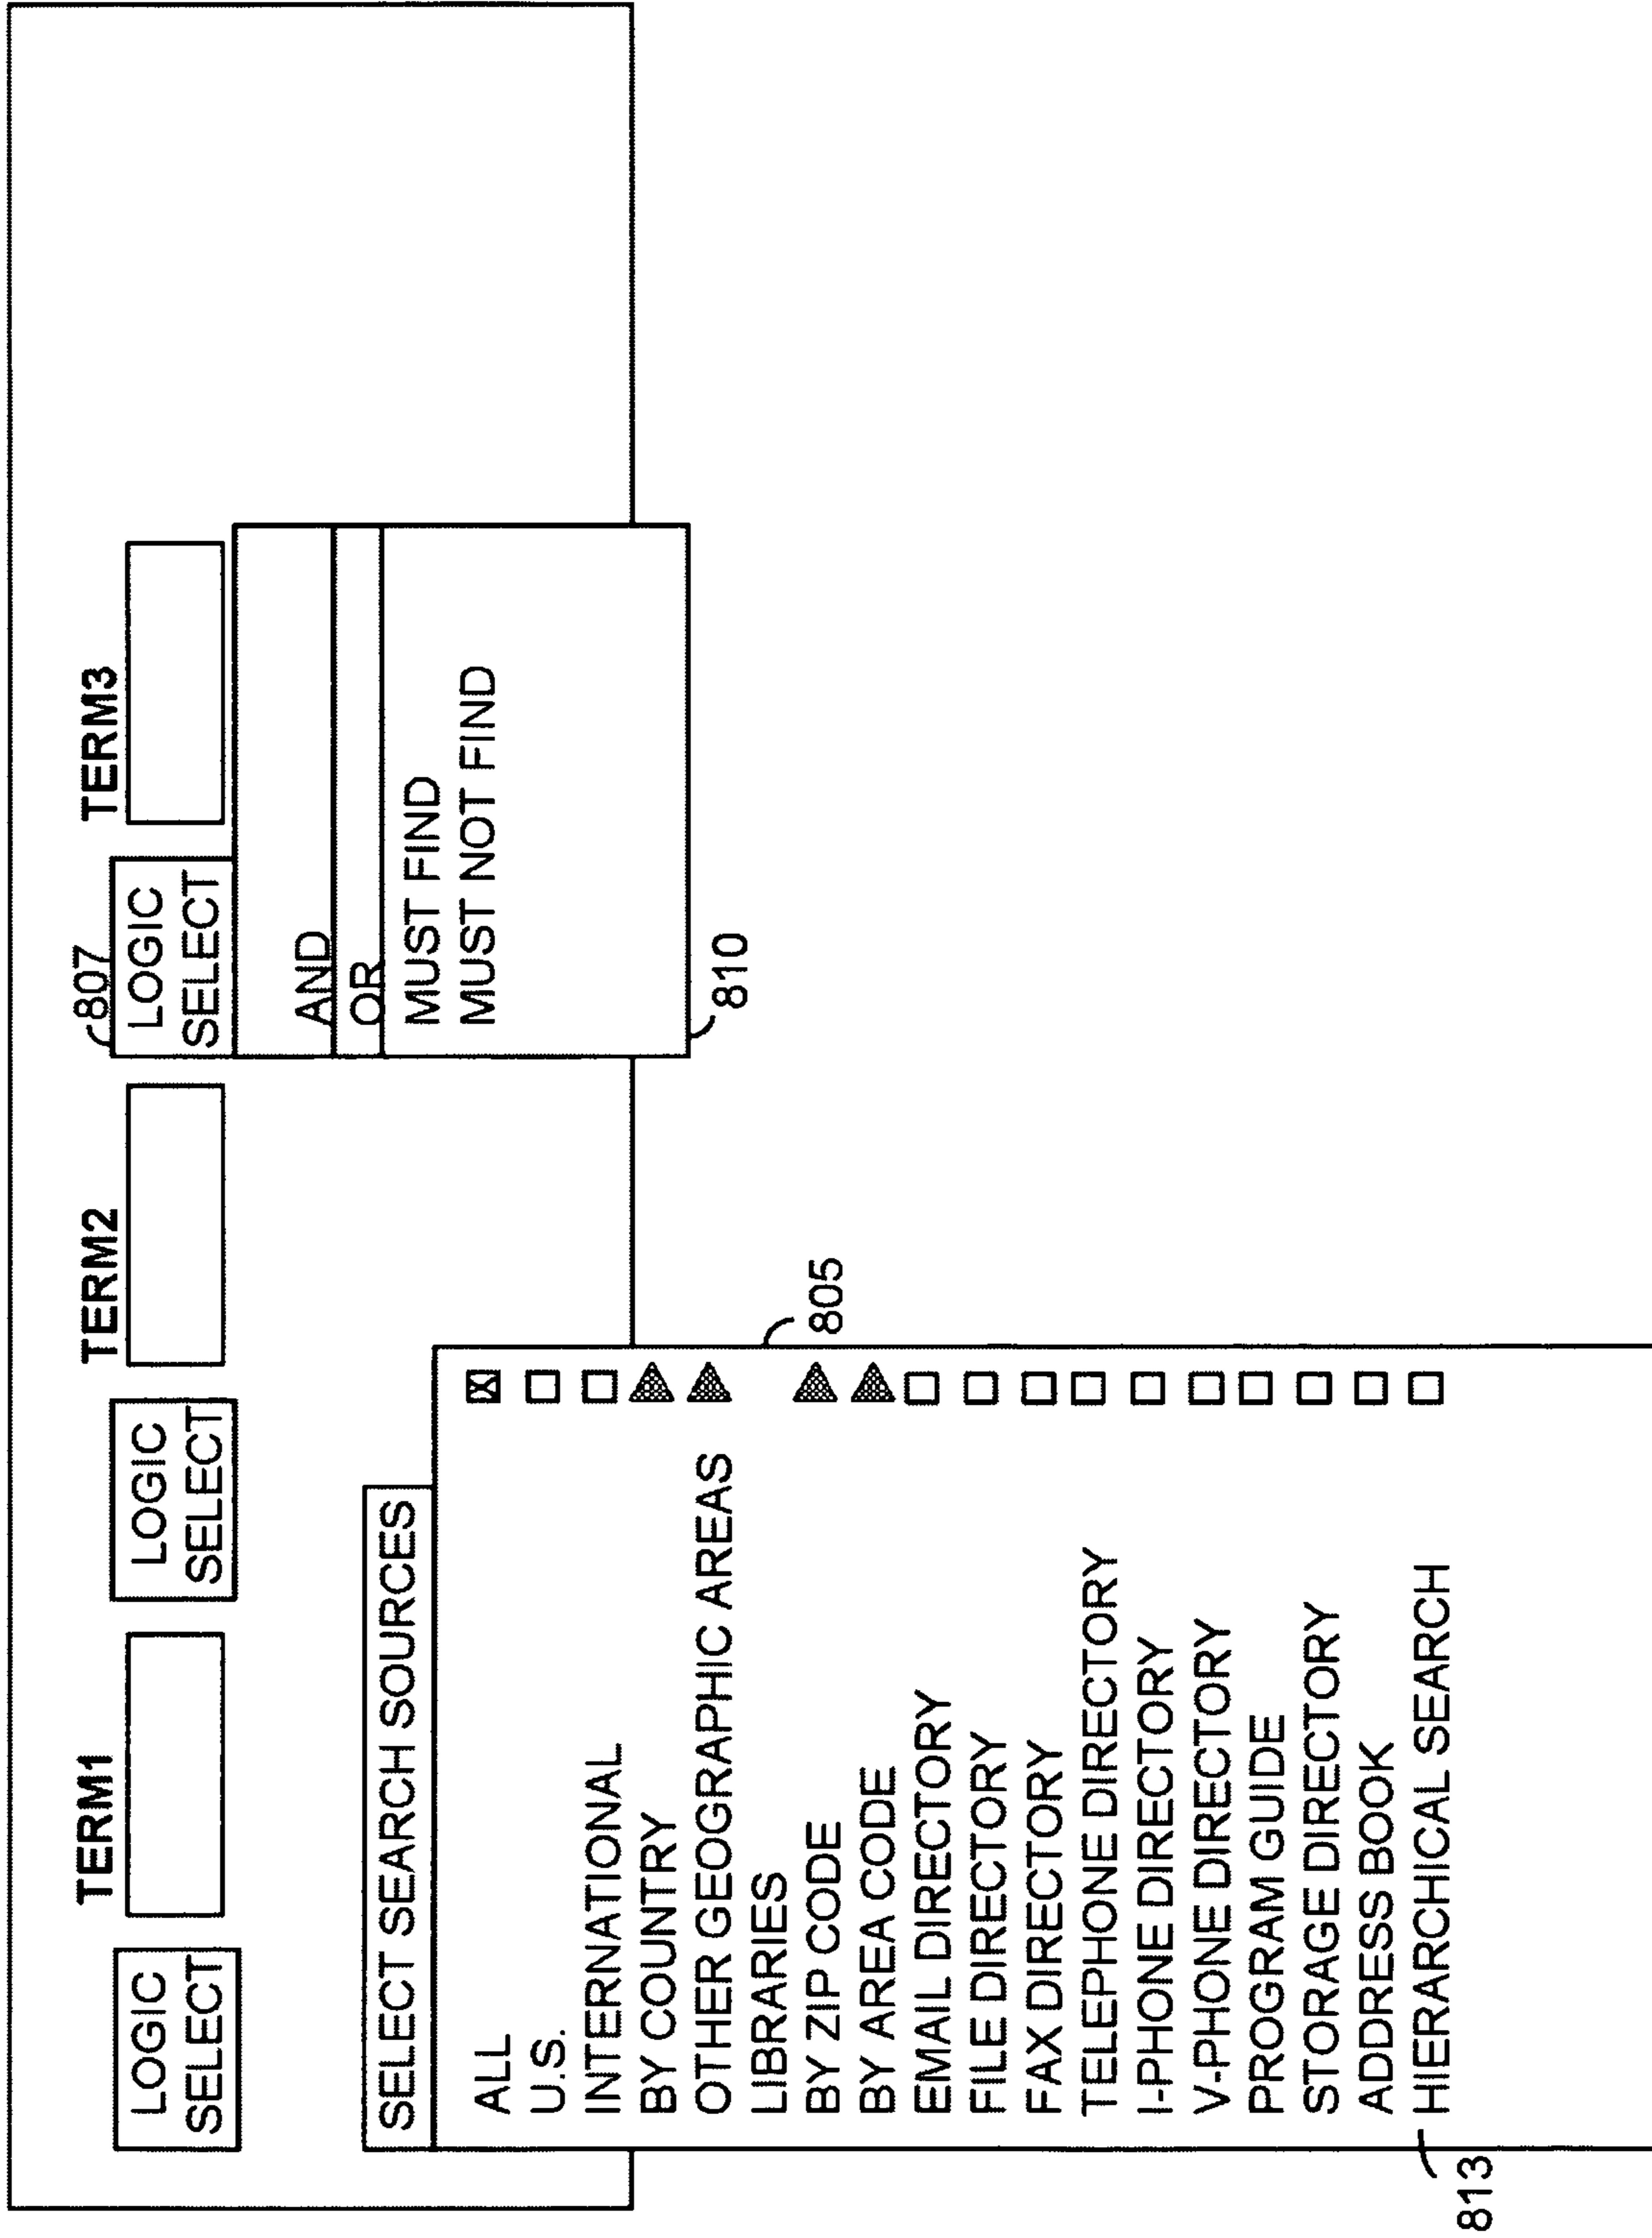 TERM1
TERM2
807
TERM3
LOGIC
SELECT
LOGIC
SELECT
LOGIC
SELECT
AND
OR
MUST FIND
MUST NOT FIND
810
SELECT SEARCH SOURCES
ALL
U.S.
INTERNATIONAL
BY COUNTRY
OTHER GEOGRAPHIC AREAS
LIBRARIES
BY ZIP CODE
BY AREA CODE
EMAIL DIRECTORY
FILE DIRECTORY
FAX DIRECTORY
TELEPHONE DIRECTORY
I-PHONE DIRECTORY
V-PHONE DIRECTORY
PROGRAM GUIDE
STORAGE DIRECTORY
ADDRESS BOOK
HIERARCHICAL SEARCH
805
813